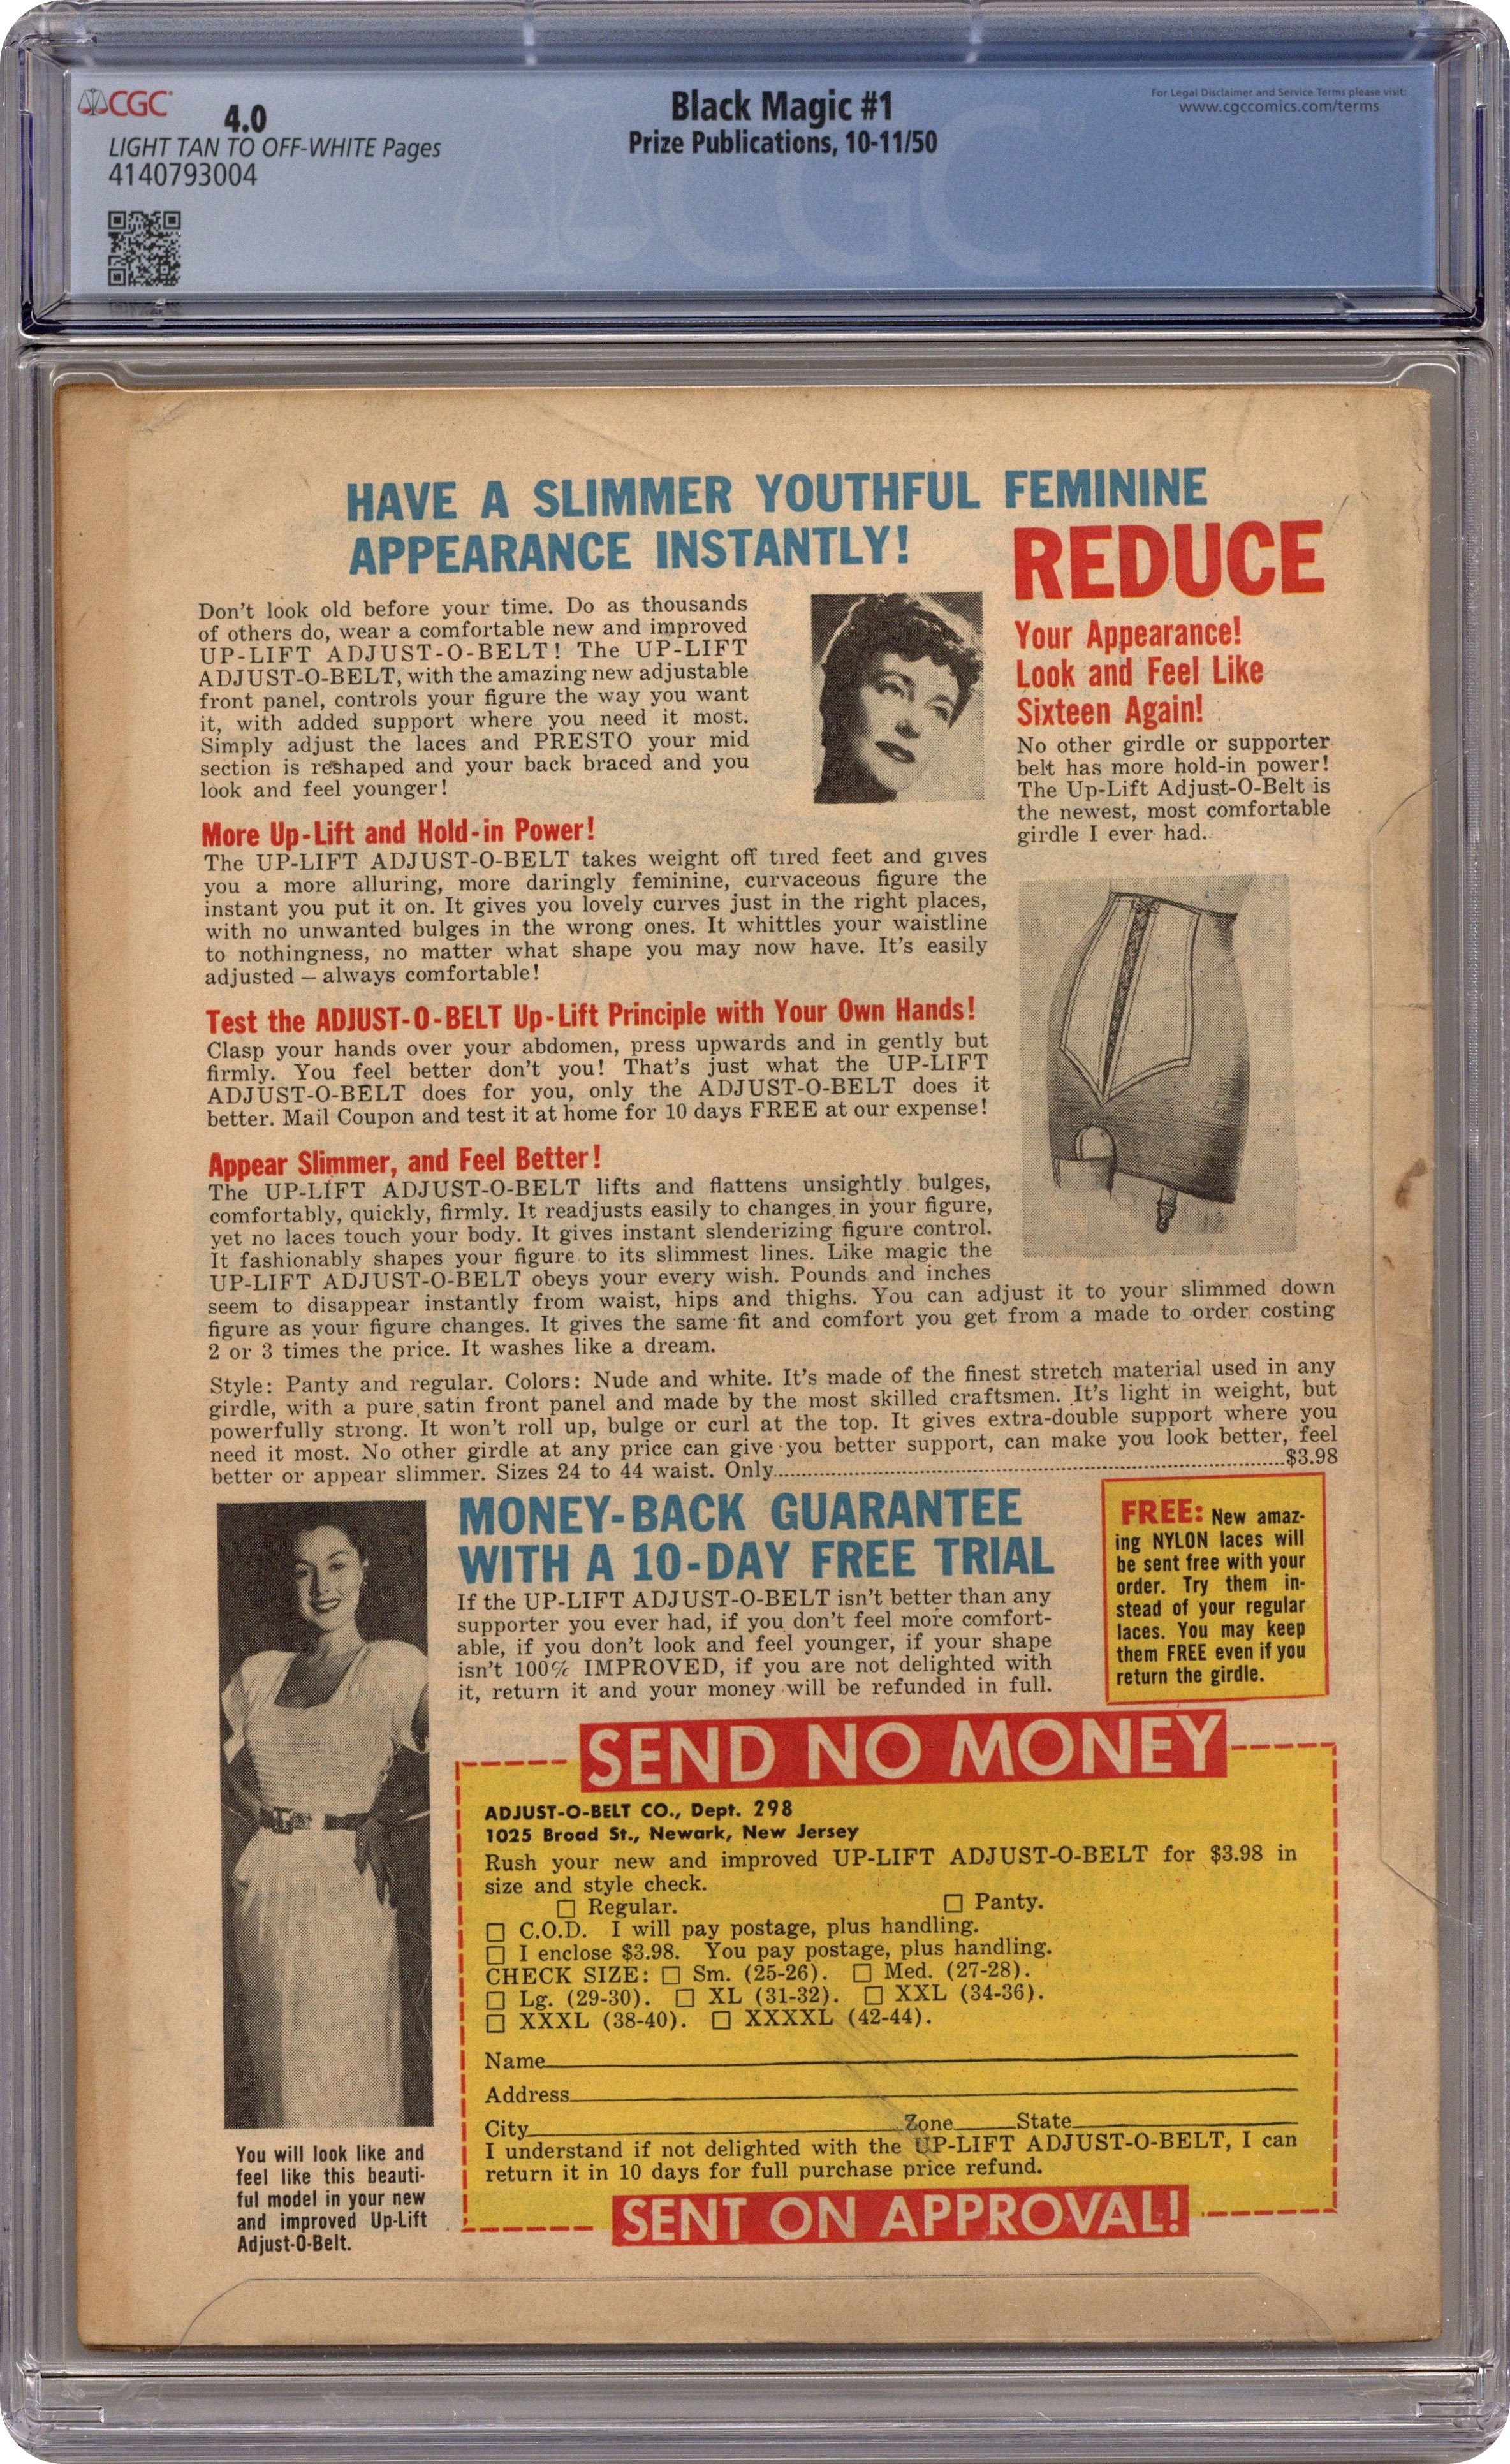 CGC
4.0
LIGHT TAN TO OFF-WHITE Pages
4140793004
Black Magic #1
Prize Publications, 10-11/50
For Legal Disclaimer and Service Terms please visit:
www.cgccomics.com/terms
HAVE A SLIMMER YOUTHFUL FEMININE
APPEARANCE INSTANTLY!
REDUCE
Your Appearance!
Look and Feel Like
Sixteen Again!
No other girdle or supporter
belt has more hold-in power!
The Up-Lift Adjust-O-Belt is
the newest, most comfortable
girdle I ever had.
Don't look old before your time. Do as thousands
of others do, wear a comfortable new and improved
UP-LIFT ADJUST-O-BELT! The UP-LIFT
ADJUST-O-BELT, with the amazing new adjustable
front panel, controls your figure the way you want
it, with added support where you need it most.
Simply adjust the laces and PRESTO your mid
section is reshaped and your back braced and you
look and feel younger!
More Up-Lift and Hold-in Power!
The UP-LIFT ADJUST-O-BELT takes weight off tired feet and gives
you a more alluring, more daringly feminine, curvaceous figure the
instant you put it on. It gives you lovely curves just in the right places,
with no unwanted bulges in the wrong ones. It whittles your waistline
to nothingness, no matter what shape you may now have. It's easily
adjusted — always comfortable!
Test the ADJUST-O-BELT Up-Lift Principle with Your Own Hands!
Clasp your hands over your abdomen, press upwards and in gently but
firmly. You feel better don't you! That's just what the UP-LIFT
ADJUST-O-BELT does for you, only the ADJUST-O-BELT does it
better. Mail Coupon and test it at home for 10 days FREE at our expense!
Appear Slimmer, and Feel Better!
The UP-LIFT ADJUST-O-BELT lifts and flattens unsightly bulges,
comfortably, quickly, firmly. It readjusts easily to changes in your figure,
yet no laces touch your body. It gives instant slenderizing figure control.
It fashionably shapes your figure to its slimmest lines. Like magic the
UP-LIFT ADJUST-O-BELT obeys your every wish. Pounds and inches
seem to disappear instantly from waist, hips and thighs. You can adjust it to your slimmed down
figure as your figure changes. It gives the same fit and comfort you get from a made to order costing
2 or 3 times the price. It washes like a dream.
Style: Panty and regular. Colors: Nude and white. It's made of the finest stretch material used in any
girdle, with a pure satin front panel and made by the most skilled craftsmen. It's light in weight, but
powerfully strong. It won't roll up, bulge or curl at the top. It gives extra-double support where you
need it most. No other girdle at any price can give you better support, can make you look better, feel
better or appear slimmer. Sizes 24 to 44 waist. Only..........$3.98
MONEY-BACK GUARANTEE
WITH A 10-DAY FREE TRIAL
If the UP-LIFT ADJUST-O-BELT isn't better than any
supporter you ever had, if you don't feel more comfort-
able, if you don't look and feel younger, if your shape
isn't 100% IMPROVED, if you are not delighted with
it, return it and your money will be refunded in full.
FREE: New amaz-
ing NYLON laces will
be sent free with your
order. Try them in-
stead of your regular
laces. You may keep
them FREE even if you
return the girdle.
SEND NO MONEY
ADJUST-O-BELT CO., Dept. 298
1025 Broad St., Newark, New Jersey
Rush your new and improved UP-LIFT ADJUST-O-BELT for $3.98 in
size and style check.
☐ Regular. ☐ Panty.
☐ C.O.D. I will pay postage, plus handling.
☐ I enclose $3.98. You pay postage, plus handling.
CHECK SIZE: ☐ Sm. (25-26). ☐ Med. (27-28).
☐ Lg. (29-30). ☐ XL (31-32). ☐ XXL (34-36).
☐ XXXL (38-40). ☐ XXXXL (42-44).
Name
Address
City Zone State
I understand if not delighted with the UP-LIFT ADJUST-O-BELT, I can
return it in 10 days for full purchase price refund.
SENT ON APPROVAL!
You will look like and
feel like this beauti-
ful model in your new
and improved Up-Lift
Adjust-O-Belt.